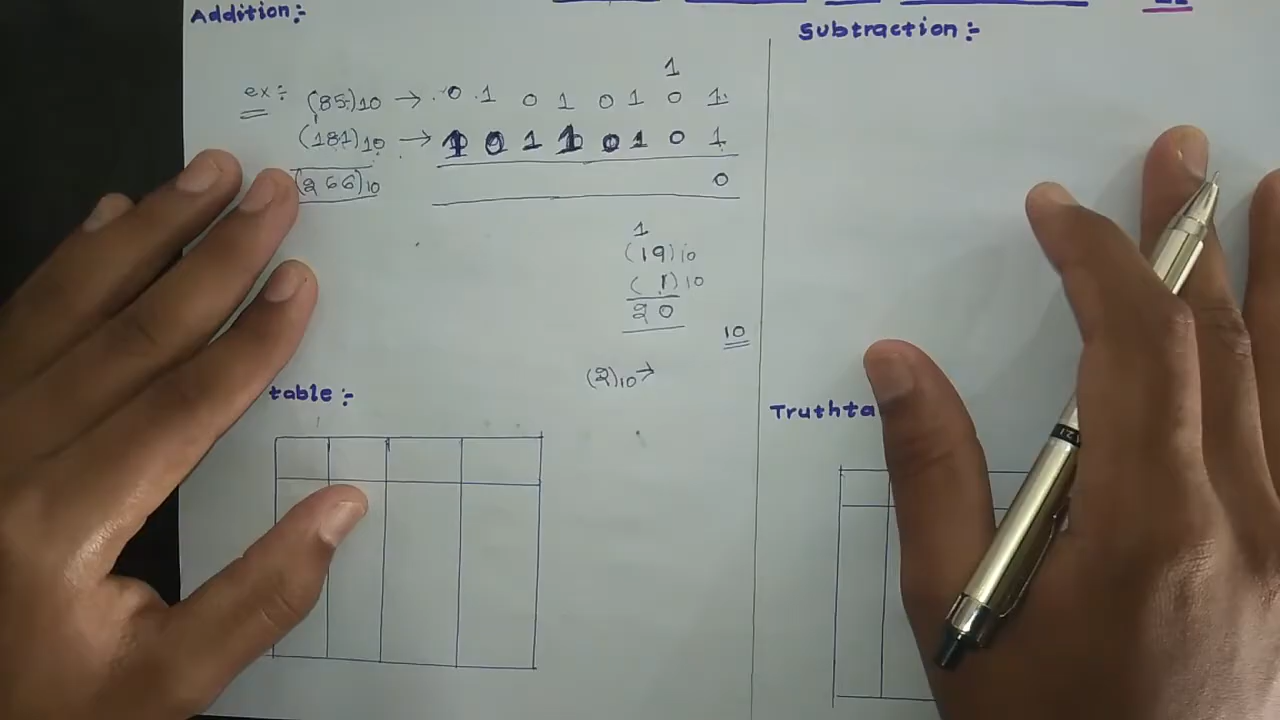 Addition :-
Subtraction :-
1
ex :- (85)10 → 0 1 0 1 0 1 0 1
(181)10 → 1 0 1 1 0 1 0 1
(266)10 0
1
(19)10
( 1)10
20
10
(2)10 →
table :-
Truthta